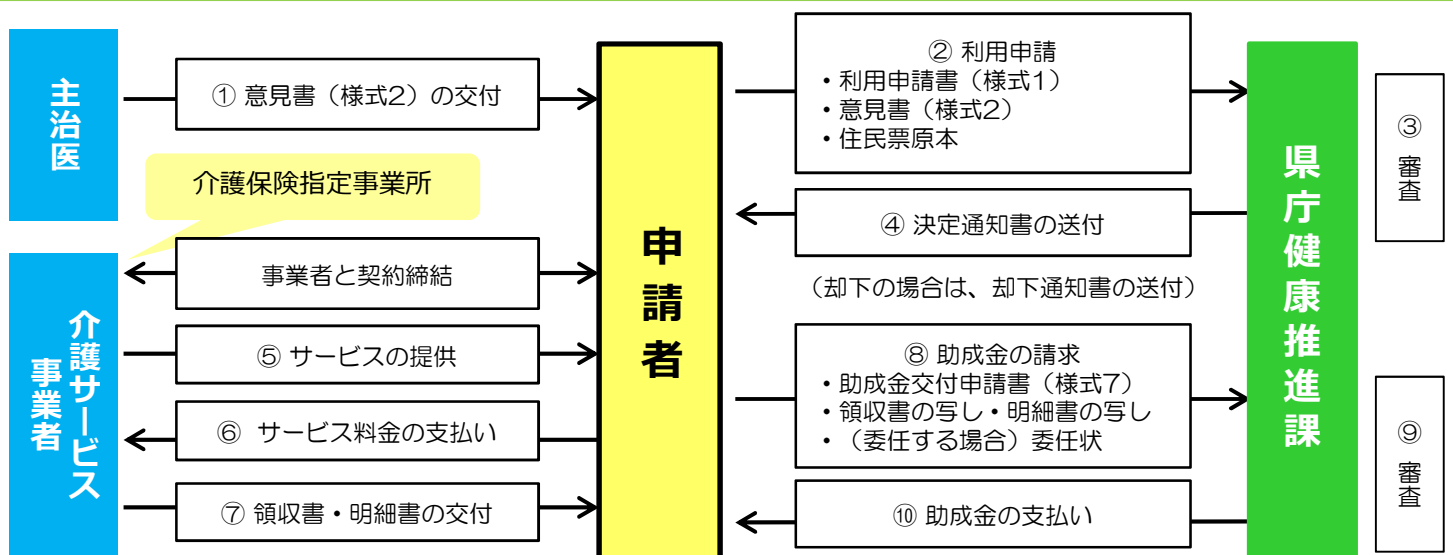 主治医
① 意見書（様式2）の交付
介護保険指定事業所
介護サービス
事業者
事業者と契約締結
⑤ サービスの提供
⑥ サービス料金の支払い
⑦ 領収書・明細書の交付
申請者
② 利用申請
・利用申請書（様式1）
・意見書（様式2）
・住民票原本
④ 決定通知書の送付
（却下の場合は、却下通知書の送付）
⑧ 助成金の請求
・助成金交付申請書（様式7）
・領収書の写し・明細書の写し
・（委任する場合）委任状
⑩ 助成金の支払い
県庁健康推進課
③ 審査
⑨ 審査